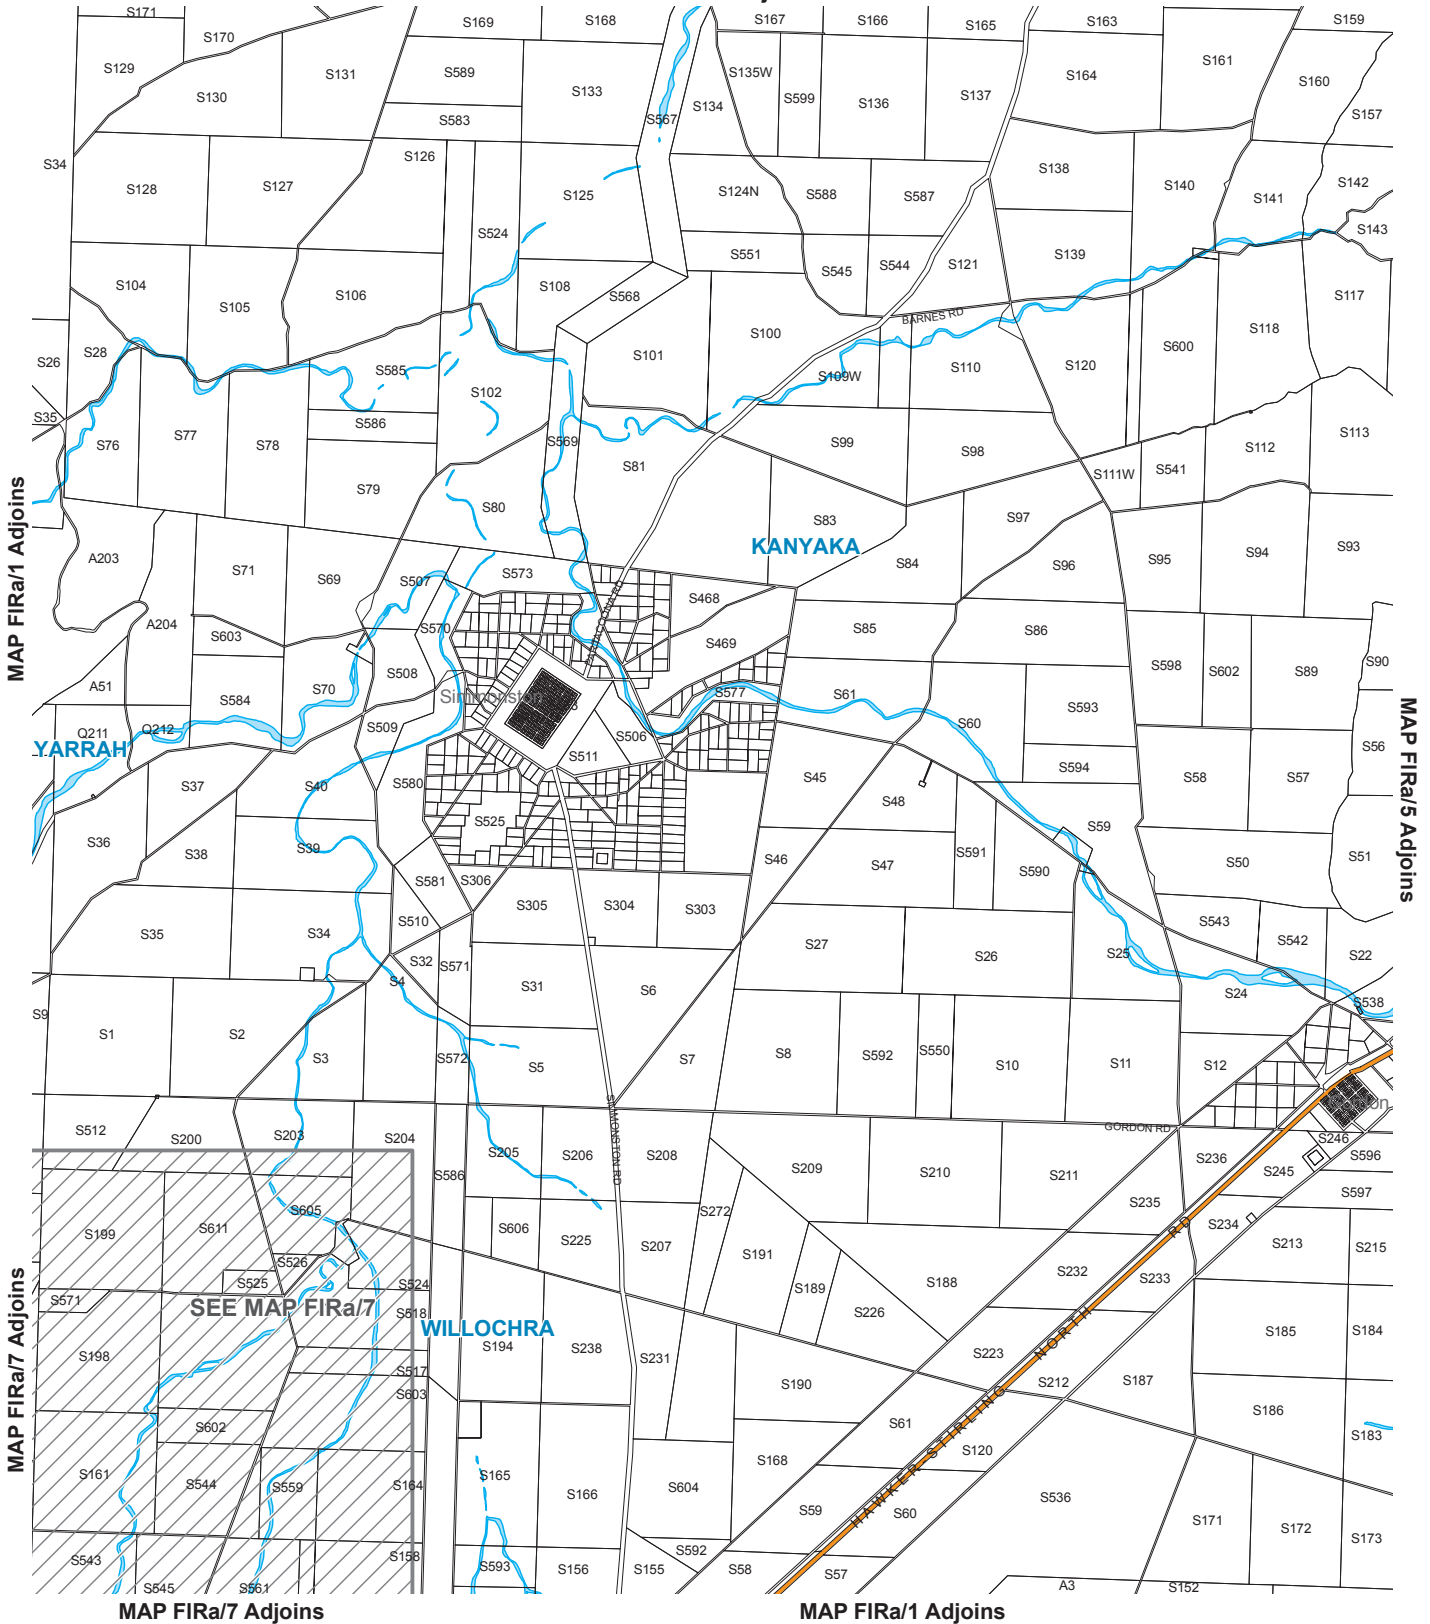 S171
S170
S169
S168
S167
S166
S165
S163
S159
S129
S130
S131
S589
S583
S133
S567
S134
S135W
S599
S136
S137
S164
S161
S160
S157
S34
S128
S127
S126
S524
S125
S124N
S588
S587
S138
S140
S141
S142
S143
S551
S545
S544
S121
S139
S104
S105
S106
S108
S568
S100
BARNES RD
S117
S26
S28
S585
S101
S109W
S110
S120
S600
S118
S35
S76
S77
S78
S586
S102
S569
S81
S99
S98
S111W
S541
S112
S113
S79
S80
S83
KANYAKA
S97
S84
S96
S95
S94
S93
MAP FIRa/1 Adjoins
A203
S71
S69
S507
S573
S468
S469
A204
S603
S570
S85
S86
S598
S602
S89
S90
A51
S584
S70
S508
Simmonston
S577
S61
S60
S593
Q211
Q212
YARRAH
S509
S506
S511
S594
S58
S57
S56
MAP FIRa/5 Adjoins
S37
S40
S580
S45
S48
S59
S36
S38
S39
S525
S46
S47
S591
S590
S50
S51
S581
S306
S305
S304
S303
S35
S34
S510
S27
S26
S25
S543
S542
S22
S32
S571
S4
S31
S6
S24
S538
S9
S1
S2
S3
S572
S5
S7
S8
S592
S550
S10
S11
S12
SIMMONSTON RD
GORDON RD
S512
S200
S203
S204
S205
S206
S208
S209
S210
S211
S236
S246
S245
S596
S597
S586
S235
S234
S199
S611
S605
S606
S225
S207
S272
S191
S189
S188
S232
S233
S213
S215
S526
S525
S524
S571
SEE MAP FIRa/7
S518
WILLOCHRA
S226
MAP FIRa/7 Adjoins
S198
S517
S194
S238
S231
S190
S223
S212
S187
S185
S184
S603
S602
S61
S120
S186
S183
HAWKER STIRLING NORTH RD
S161
S544
S559
S164
S165
S166
S604
S168
S59
S60
S536
S171
S172
S173
S543
S545
S561
S158
S593
S156
S155
S592
S58
S57
A3
S152
MAP FIRa/7 Adjoins
MAP FIRa/1 Adjoins